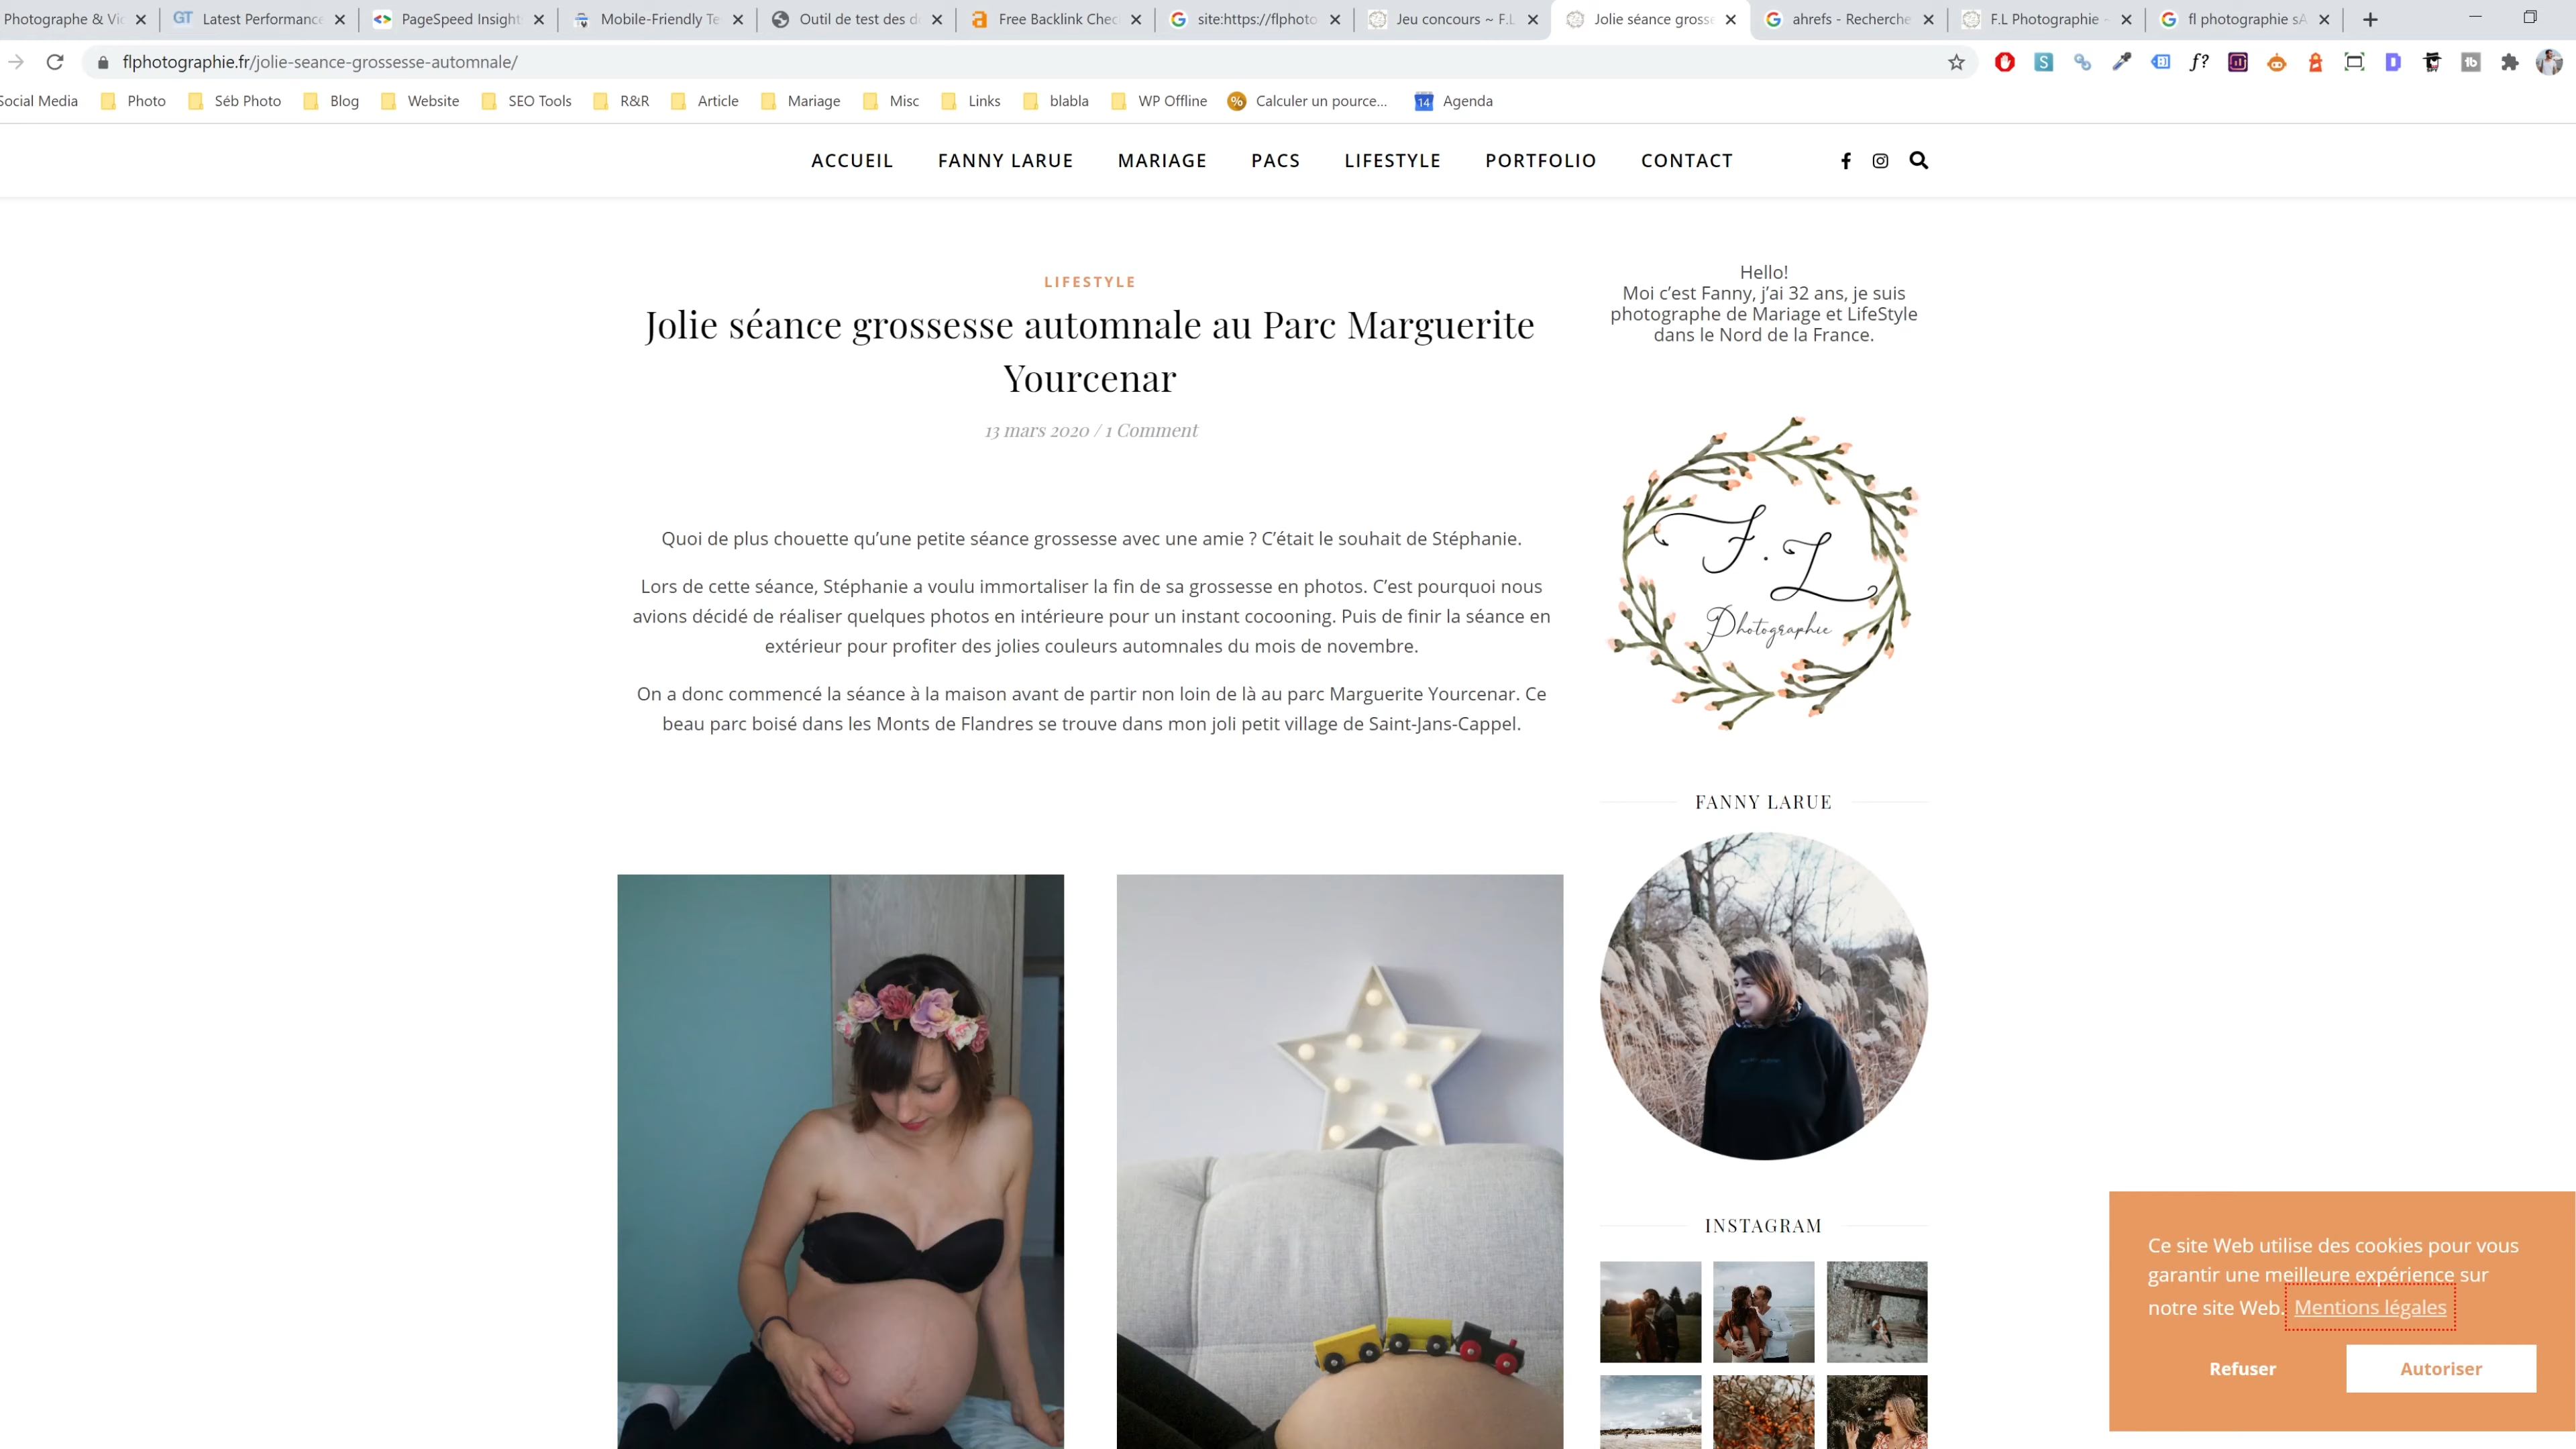 Photographe & Vi
Latest Performance
PageSpeed Insight
Mobile-Friendly Te
Outil de test des d
Free Backlink Chec
site:https://flphoto
Jeu concours ~ F.L
Jolie séance grosse
ahrefs - Recherche
F.L Photographie ~
fl photographie sA
flphotographie.fr/jolie-seance-grossesse-automnale/
Social Media
Photo
Séb Photo
Blog
Website
SEO Tools
R&R
Article
Mariage
Misc
Links
blabla
WP Offline
Calculer un pource...
14
Agenda
ACCUEIL
FANNY LARUE
MARIAGE
PACS
LIFESTYLE
PORTFOLIO
CONTACT
LIFESTYLE
Jolie séance grossesse automnale au Parc Marguerite
Yourcenar
13 mars 2020 / 1 Comment
Quoi de plus chouette qu’une petite séance grossesse avec une amie ? C’était le souhait de Stéphanie.
Lors de cette séance, Stéphanie a voulu immortaliser la fin de sa grossesse en photos. C’est pourquoi nous
avions décidé de réaliser quelques photos en intérieure pour un instant cocooning. Puis de finir la séance en
extérieur pour profiter des jolies couleurs automnales du mois de novembre.
On a donc commencé la séance à la maison avant de partir non loin de là au parc Marguerite Yourcenar. Ce
beau parc boisé dans les Monts de Flandres se trouve dans mon joli petit village de Saint-Jans-Cappel.
Hello!
Moi c’est Fanny, j’ai 32 ans, je suis
photographe de Mariage et LifeStyle
dans le Nord de la France.
F.L
Photographie
FANNY LARUE
INSTAGRAM
Ce site Web utilise des cookies pour vous
garantir une meilleure expérience sur
notre site Web. Mentions légales
Refuser
Autoriser